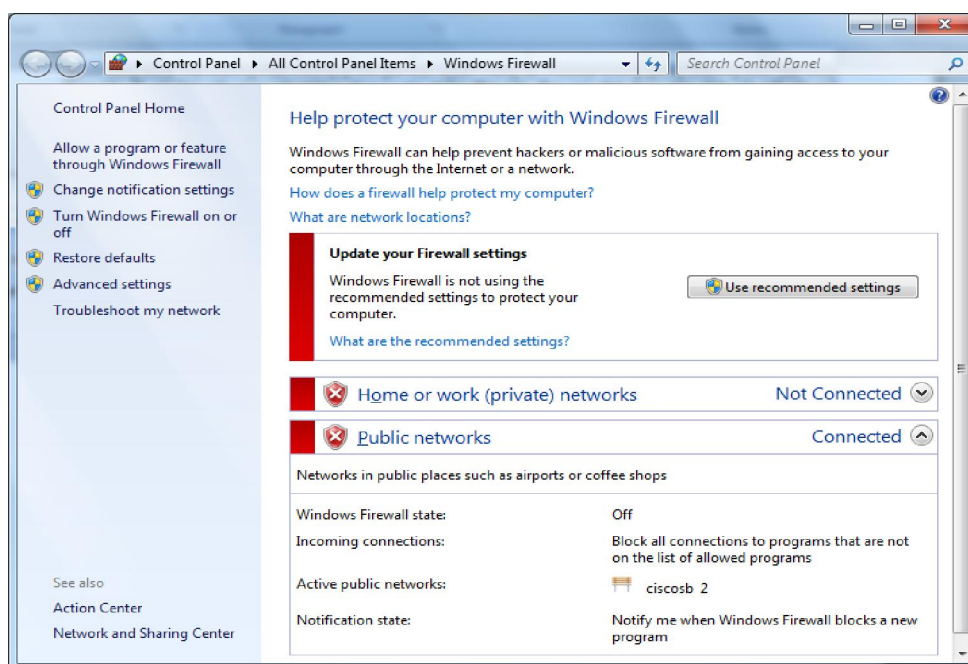 Control Panel ▸ All Control Panel Items ▸ Windows Firewall
Search Control Panel
Control Panel Home
Allow a program or feature
through Windows Firewall
Change notification settings
Turn Windows Firewall on or
off
Restore defaults
Advanced settings
Troubleshoot my network
See also
Action Center
Network and Sharing Center
Help protect your computer with Windows Firewall
Windows Firewall can help prevent hackers or malicious software from gaining access to your
computer through the Internet or a network.
How does a firewall help protect my computer?
What are network locations?
Update your Firewall settings
Windows Firewall is not using the
recommended settings to protect your
computer.
Use recommended settings
What are the recommended settings?
Home or work (private) networks Not Connected
Public networks Connected
Networks in public places such as airports or coffee shops
Windows Firewall state: Off
Incoming connections: Block all connections to programs that are not
on the list of allowed programs
Active public networks: ciscosb 2
Notification state: Notify me when Windows Firewall blocks a new
program